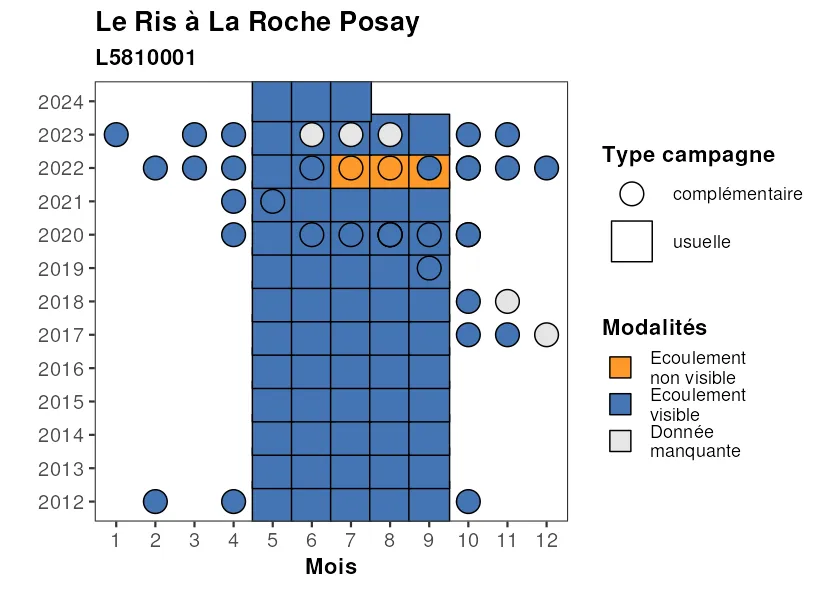 Le Ris à La Roche Posay
L5810001
2024
2023
2022
2021
2020
2019
2018
2017
2016
2015
2014
2013
2012
1 2 3 4 5 6 7 8 9 10 11 12
Mois
Type campagne
complémentaire
usuelle
Modalités
Ecoulement
non visible
Ecoulement
visible
Donnée
manquante